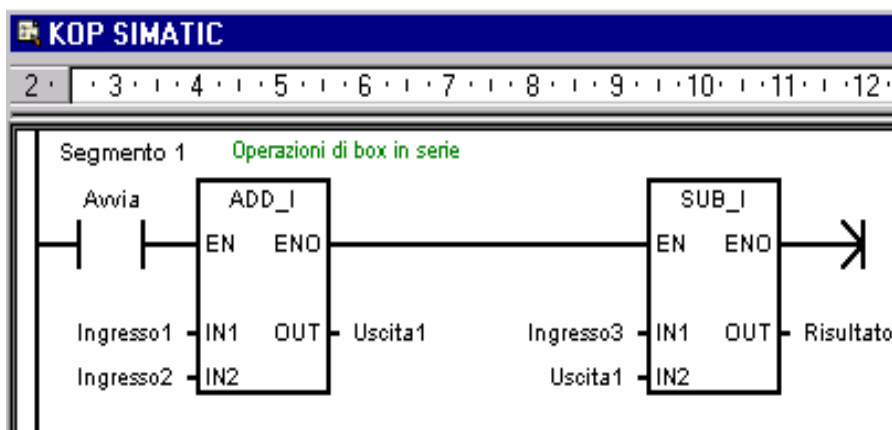 KOP SIMATIC
2 · · 3 · ı · 4 · ı · 5 · ı · 6 · ı · 7 · ı · 8 · ı · 9 · ı · 10 · ı · 11 · ı · 12 ·
Segmento 1 Operazioni di box in serie
Avvia ADD_I SUB_I
EN ENO EN ENO
Ingresso1 IN1 OUT Uscita1 Ingresso3 IN1 OUT Risultato
Ingresso2 IN2 Uscita1 IN2